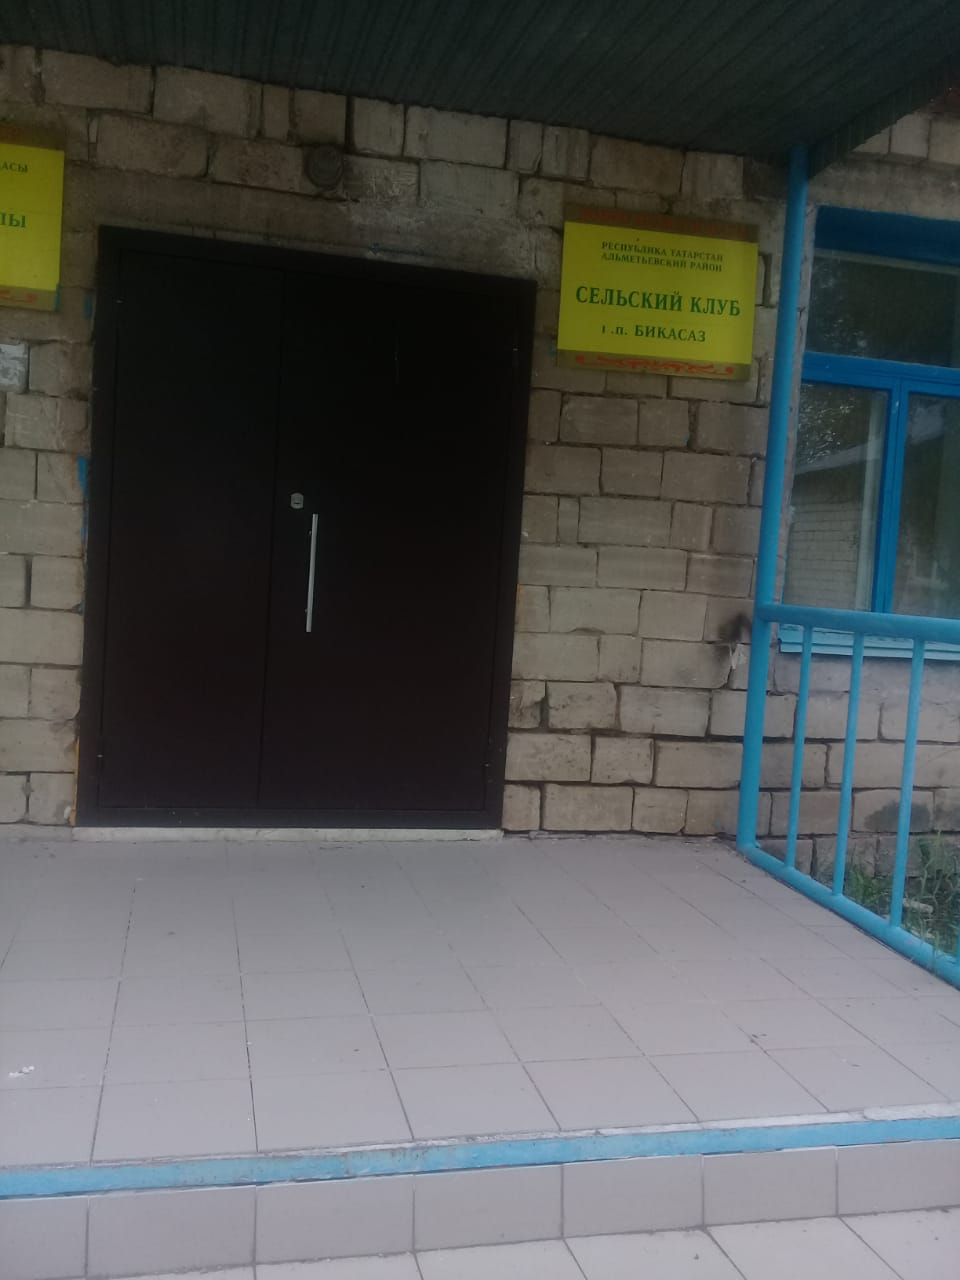 РЕСПУБЛИКА ТАТАРСТАН
АЛЬМЕТЬЕВСКИЙ РАЙОН
СЕЛЬСКИЙ КЛУБ
.п. БИКАСАЗ